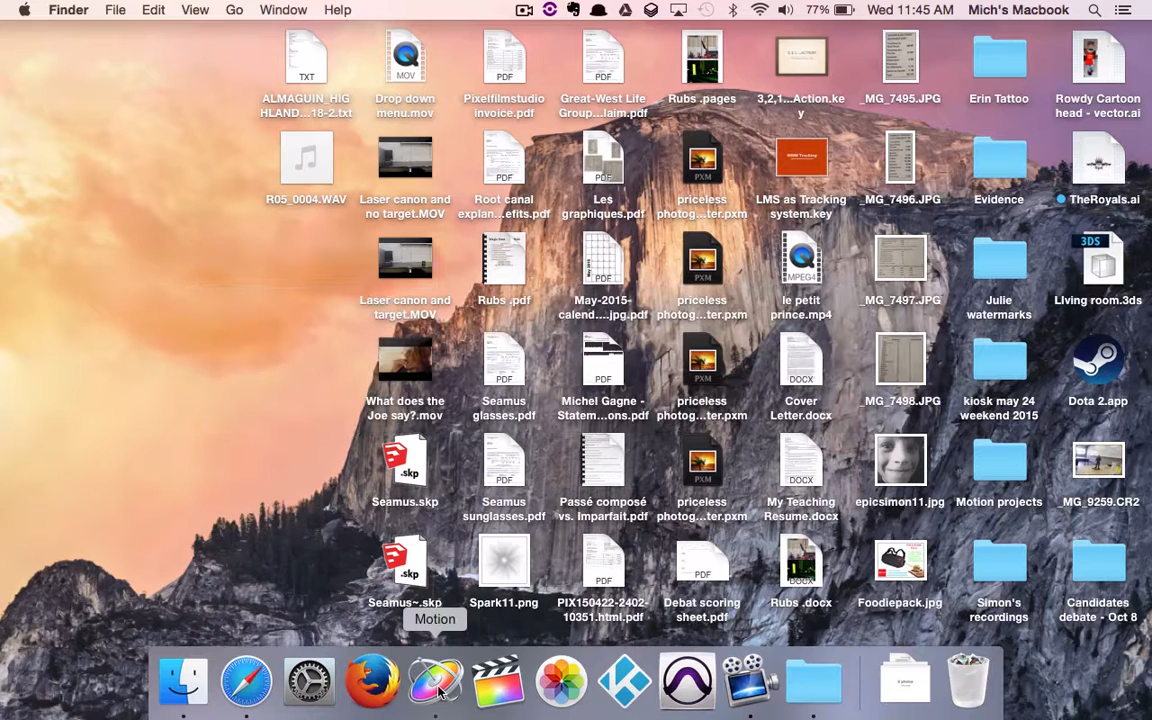 Finder File Edit View Go Window Help 77% Wed 11:45 AM Mich's Macbook
TXT
ALMAGUIN_HIG
HLAND...18-2.txt
MOV
Drop down
menu.mov
PDF
Pixelfilmstudio
invoice.pdf
PDF
Great-West Life
Group...laim.pdf
Rubs .pages
3,2,1...Action.ke
y
_MG_7495.JPG
Erin Tattoo
Rowdy Cartoon
head - vector.ai
R05_0004.WAV
Laser canon and
no target.MOV
PDF
Root canal
explan...efits.pdf
PDF
Les
graphiques.pdf
PXM
priceless
photog...ter.pxm
LMS as Tracking
system.key
_MG_7496.JPG
Evidence
TheRoyals.ai
Laser canon and
target.MOV
Rubs .pdf
May-2015-
calend....jpg.pdf
PXM
priceless
photog...ter.pxm
MPEG4
le petit
prince.mp4
_MG_7497.JPG
Julie
watermarks
3DS
LIving room.3ds
What does the
Joe say?.mov
PDF
Seamus
glasses.pdf
PDF
Michel Gagne -
Statem...ons.pdf
PXM
priceless
photog...ter.pxm
DOCX
Cover
Letter.docx
_MG_7498.JPG
kiosk may 24
weekend 2015
Dota 2.app
.skp
Seamus.skp
PDF
Seamus
sunglasses.pdf
Passé composé
vs. Imparfait.pdf
PXM
priceless
photog...ter.pxm
DOCX
My Teaching
Resume.docx
epicsimon11.jpg
Motion projects
_MG_9259.CR2
.skp
Seamus~.skp
Spark11.png
PDF
PIX150422-2402-
10351.html.pdf
PDF
Debat scoring
sheet.pdf
DOCX
Rubs .docx
Foodiepack.jpg
Simon's
recordings
Candidates
debate - Oct 8
Motion